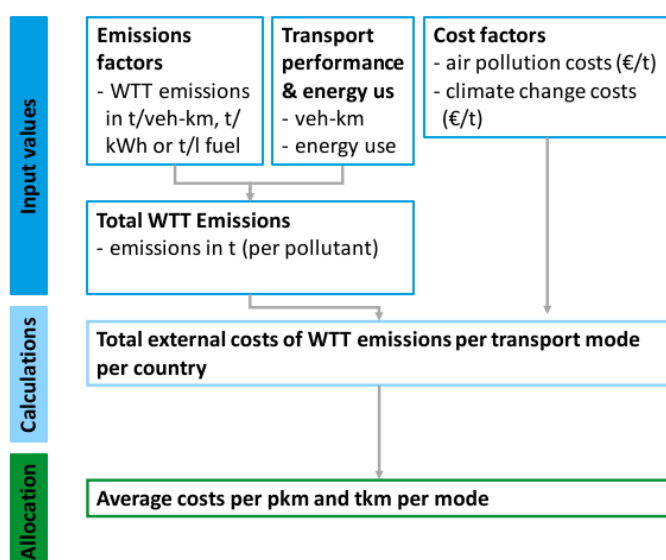 Input values
Emissions
factors
- WTT emissions
in t/veh-km, t/
kWh or t/l fuel
Transport
performance
& energy us
- veh-km
- energy use
Cost factors
- air pollution costs (€/t)
- climate change costs
(€/t)
Total WTT Emissions
- emissions in t (per pollutant)
Calculations
Total external costs of WTT emissions per transport mode
per country
Allocation
Average costs per pkm and tkm per mode